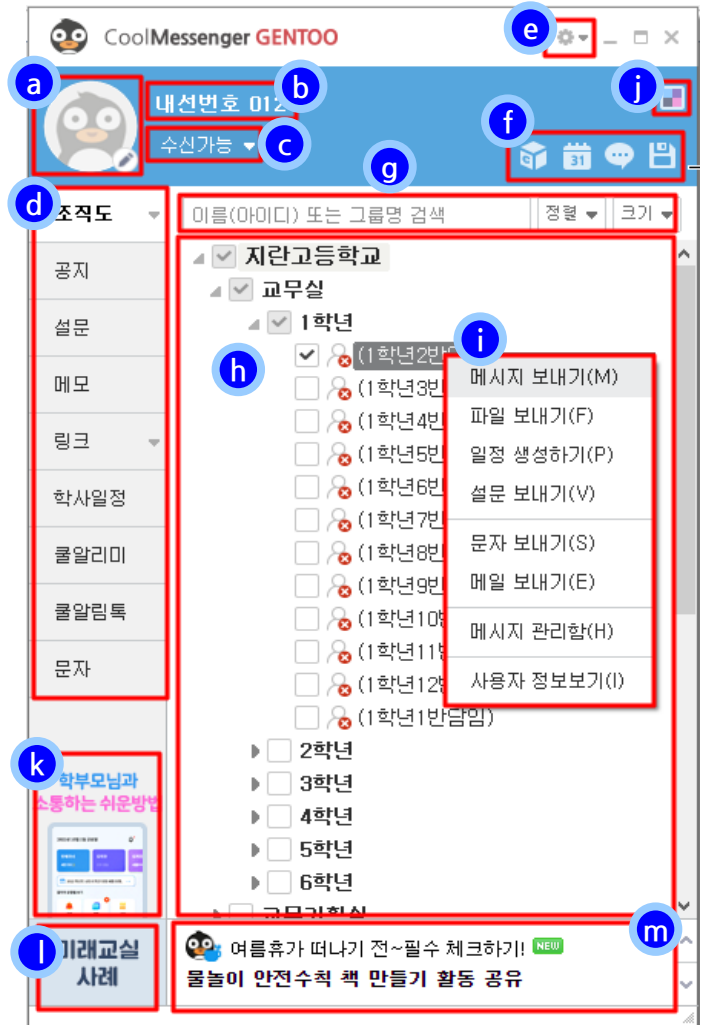 CoolMessenger GENTOO
e
a
b
j
내선번호 012
f
수신가능
c
g
31
d
조직도
이름(아이디) 또는 그룹명 검색
정렬
크기
지란고등학교
공지
교무실
1학년
설문
i
h
(1학년2반
메시지 보내기(M)
메모
(1학년3반
파일 보내기(F)
(1학년4반
링크
(1학년5반
일정 생성하기(P)
(1학년6반
설문 보내기(V)
학사일정
(1학년7반
문자 보내기(S)
쿨알리미
(1학년8반
(1학년9반
메일 보내기(E)
쿨알림톡
(1학년10
메시지 관리함(H)
(1학년11
문자
(1학년12
사용자 정보보기(I)
(1학년1반담임)
2학년
k
학부모님과
3학년
소통하는 쉬운방법
4학년
5학년
6학년
m
l
미래교실
여름휴가 떠나기 전~필수 체크하기! NEW
사례
물놀이 안전수칙 책 만들기 활동 공유